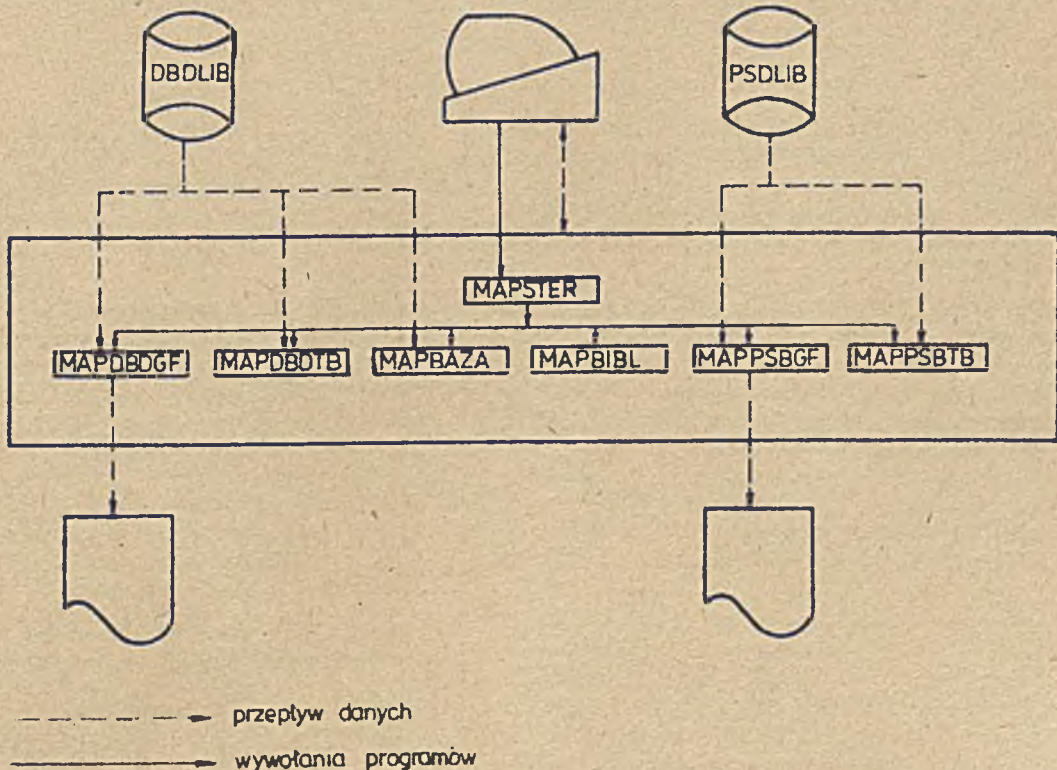 DBDLIB
PSDLIB
MAPSTER
MAPDBDGF
MAPDBDTB
MAPBAZA
MAPBIBL
MAPPSBGF
MAPPSBTB
przepływ danych
wywołania programów